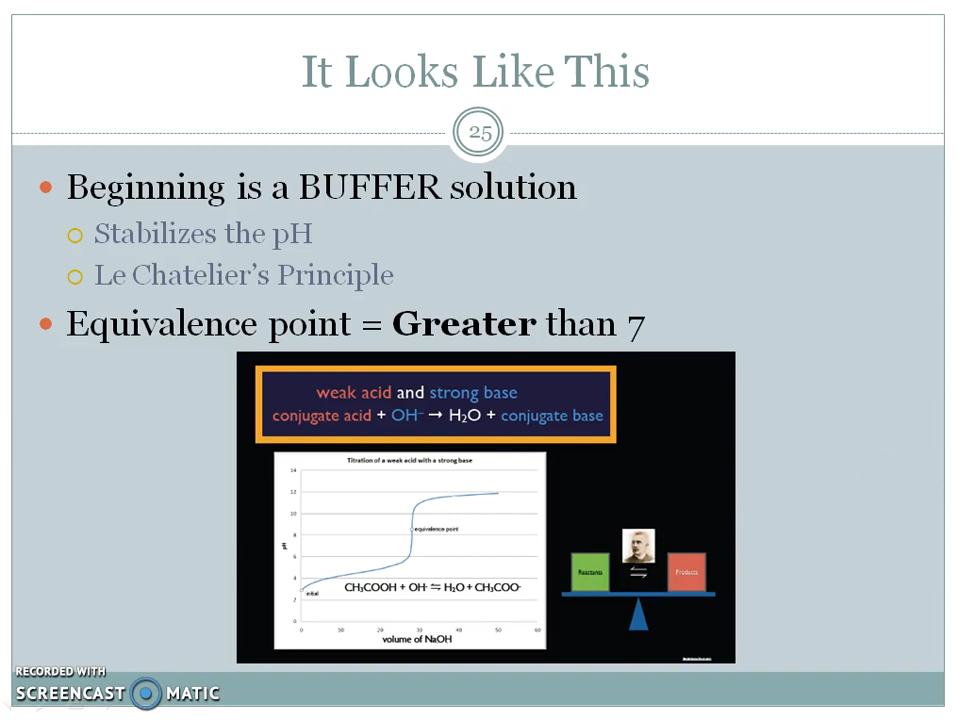 It Looks Like This
25
Beginning is a BUFFER solution
Stabilizes the pH
Le Chatelier's Principle
Equivalence point = Greater than 7
weak acid and strong base
conjugate acid + OH⁻ → H₂O + conjugate base
Titration of a weak acid with a strong base
14
12
10
8
6
4
2
0
pH
equivalence point
initial
CH₃COOH + OH⁻ ⇋ H₂O + CH₃COO⁻
0 10 20 30 40 50 60
volume of NaOH
Reactants
Products
RECORDED WITH
SCREENCAST MATIC